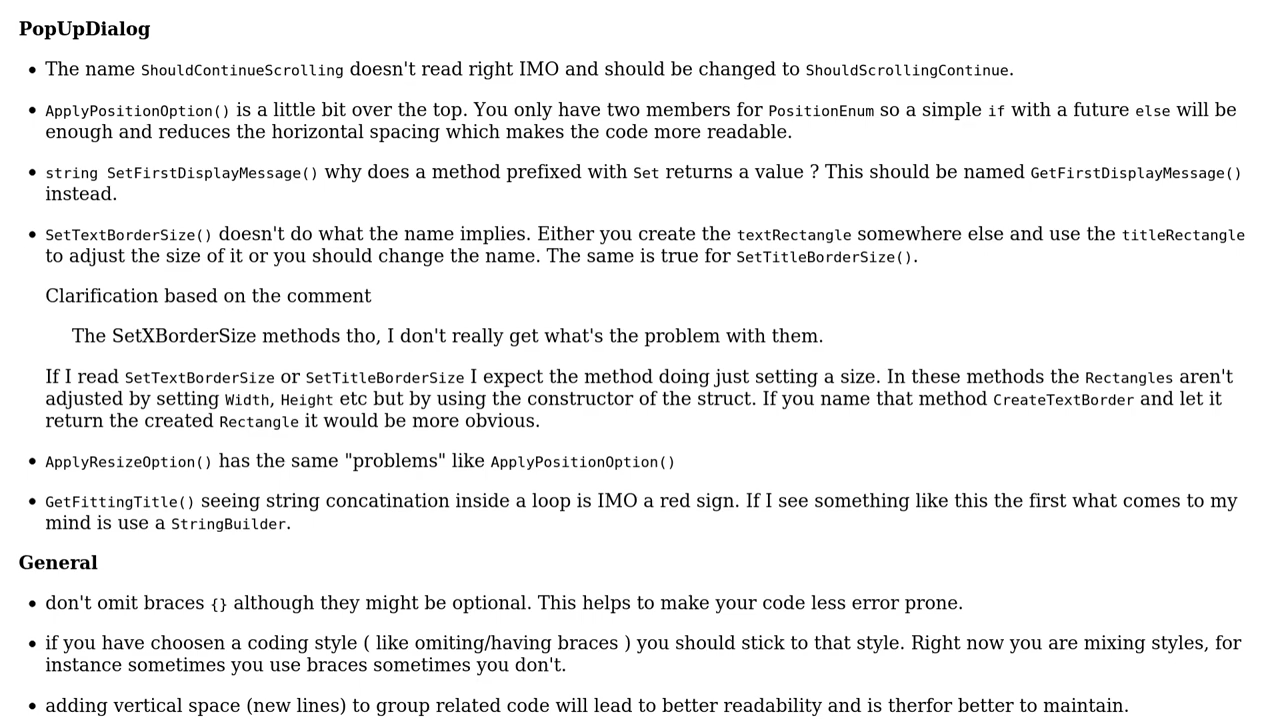 PopUpDialog
• The name ShouldContinueScrolling doesn't read right IMO and should be changed to ShouldScrollingContinue.
• ApplyPositionOption() is a little bit over the top. You only have two members for PositionEnum so a simple if with a future else will be
enough and reduces the horizontal spacing which makes the code more readable.
• string SetFirstDisplayMessage() why does a method prefixed with Set returns a value ? This should be named GetFirstDisplayMessage()
instead.
• SetTextBorderSize() doesn't do what the name implies. Either you create the textRectangle somewhere else and use the titleRectangle
to adjust the size of it or you should change the name. The same is true for SetTitleBorderSize().
Clarification based on the comment
The SetXBorderSize methods tho, I don't really get what's the problem with them.
If I read SetTextBorderSize or SetTitleBorderSize I expect the method doing just setting a size. In these methods the Rectangles aren't
adjusted by setting Width, Height etc but by using the constructor of the struct. If you name that method CreateTextBorder and let it
return the created Rectangle it would be more obvious.
• ApplyResizeOption() has the same "problems" like ApplyPositionOption()
• GetFittingTitle() seeing string concatination inside a loop is IMO a red sign. If I see something like this the first what comes to my
mind is use a StringBuilder.
General
• don't omit braces {} although they might be optional. This helps to make your code less error prone.
• if you have choosen a coding style ( like omiting/having braces ) you should stick to that style. Right now you are mixing styles, for
instance sometimes you use braces sometimes you don't.
• adding vertical space (new lines) to group related code will lead to better readability and is therfor better to maintain.